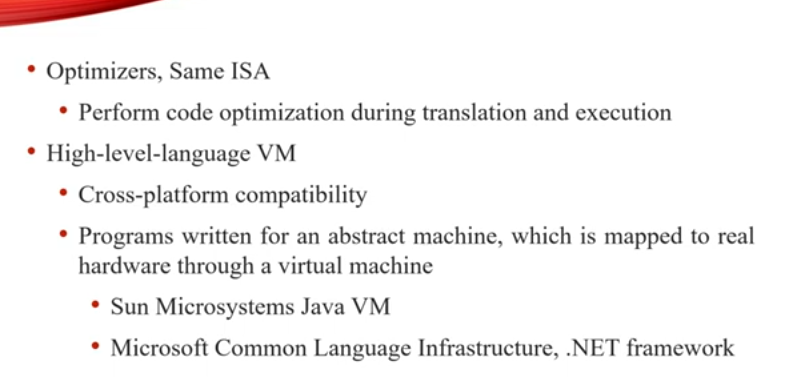 • Optimizers, Same ISA
• Perform code optimization during translation and execution
• High-level-language VM
• Cross-platform compatibility
• Programs written for an abstract machine, which is mapped to real
hardware through a virtual machine
• Sun Microsystems Java VM
• Microsoft Common Language Infrastructure, .NET framework